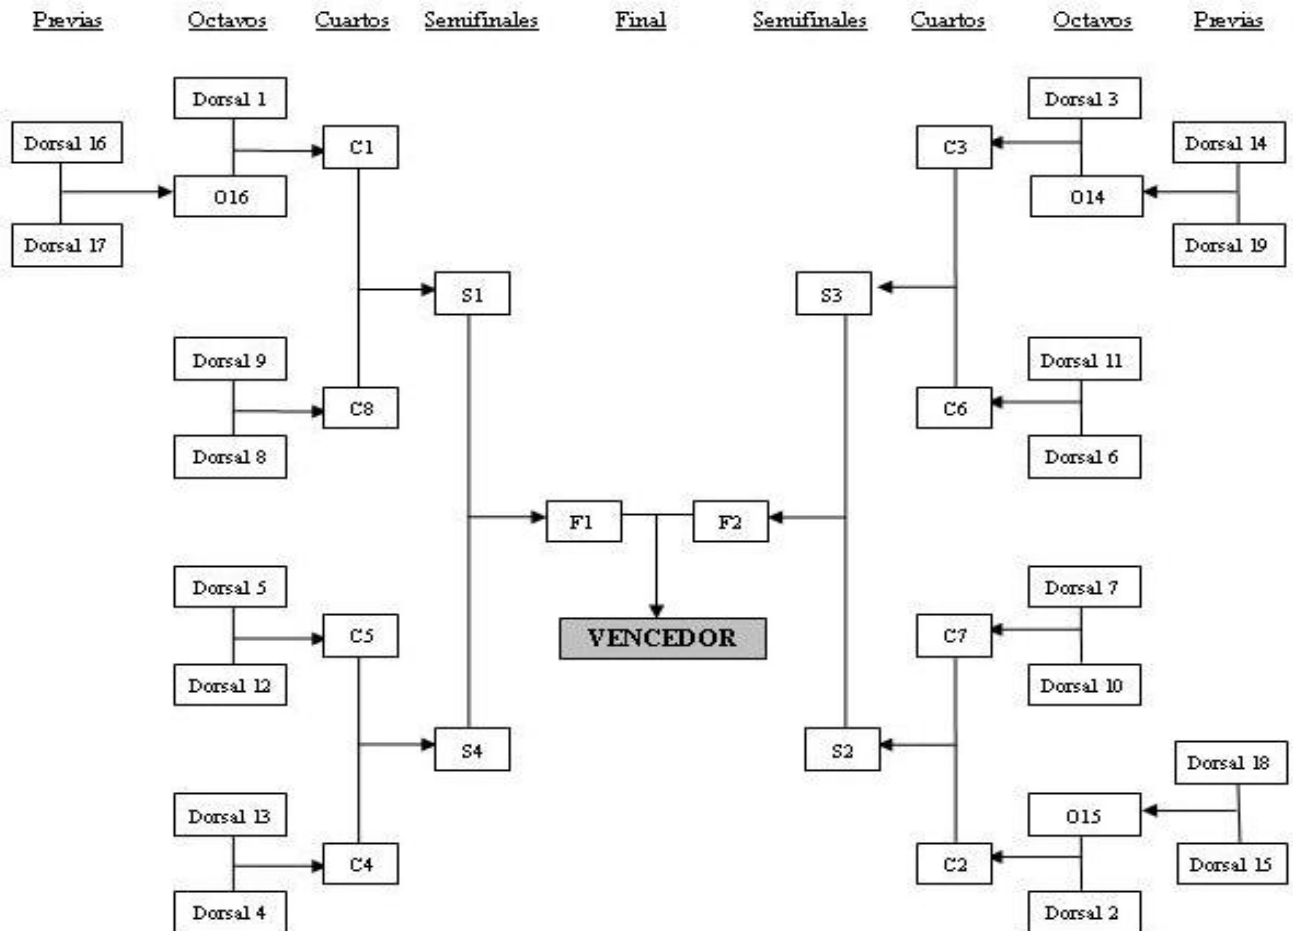 Previas Octavos Cuartos Semifinales Final Semifinales Cuartos Octavos Previas
Dorsal 1
Dorsal 3
Dorsal 16
C1
C3
Dorsal 14
O16
O14
Dorsal 17
Dorsal 19
S1
S3
Dorsal 9
Dorsal 11
C8
C6
Dorsal 8
Dorsal 6
F1
F2
Dorsal 5
Dorsal 7
C5
VENCEDOR
C7
Dorsal 12
Dorsal 10
S4
S2
Dorsal 18
Dorsal 13
O15
C4
C2
Dorsal 15
Dorsal 4
Dorsal 2